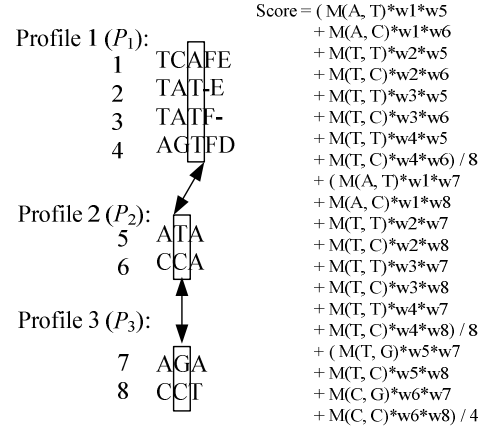 Profile 1 (P1):
1 TCAFE
2 TAT-E
3 TATF-
4 AGTFD
Profile 2 (P2):
5 ATA
6 CCA
Profile 3 (P3):
7 AGA
8 CCT
Score = ( M(A, T)*w1*w5
+ M(A, C)*w1*w6
+ M(T, T)*w2*w5
+ M(T, C)*w2*w6
+ M(T, T)*w3*w5
+ M(T, C)*w3*w6
+ M(T, T)*w4*w5
+ M(T, C)*w4*w6) / 8
+ ( M(A, T)*w1*w7
+ M(A, C)*w1*w8
+ M(T, T)*w2*w7
+ M(T, C)*w2*w8
+ M(T, T)*w3*w7
+ M(T, C)*w3*w8
+ M(T, T)*w4*w7
+ M(T, C)*w4*w8) / 8
+ ( M(T, G)*w5*w7
+ M(T, C)*w5*w8
+ M(C, G)*w6*w7
+ M(C, C)*w6*w8) / 4